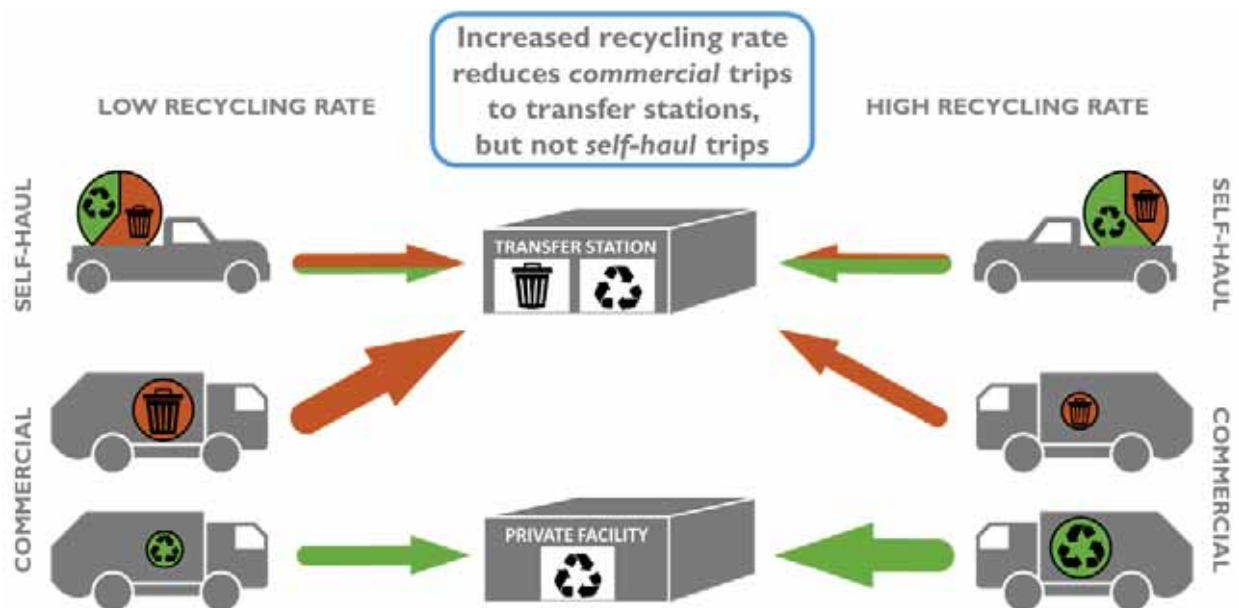 Increased recycling rate
reduces commercial trips
to transfer stations,
but not self-haul trips
LOW RECYCLING RATE
HIGH RECYCLING RATE
SELF-HAUL
TRANSFER STATION
SELF-HAUL
COMMERCIAL
PRIVATE FACILITY
COMMERCIAL